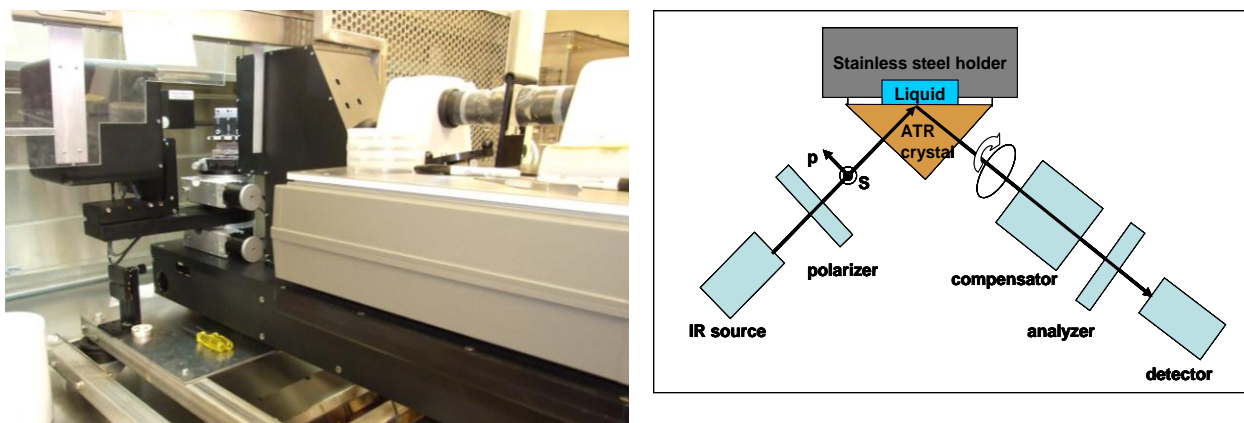 Stainless steel holder
Liquid
ATR
crystal
p
S
polarizer
compensator
IR source
analyzer
detector